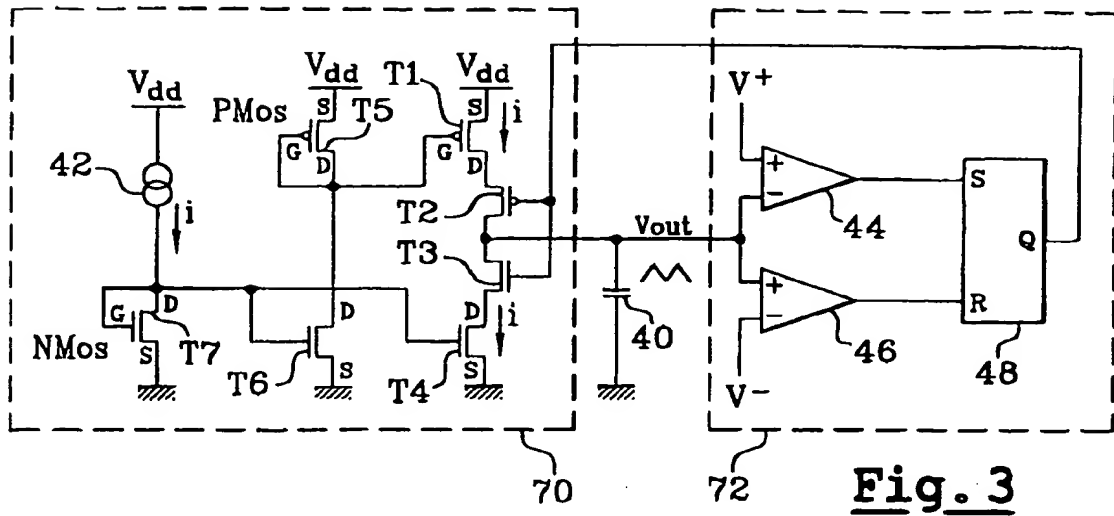 Vdd
PMos
S
T5
G
D
Vdd
T1
S
i
G
D
Vdd
42
i
T2
Vout
T3
G
D
NMos
S
T7
D
T6
S
D
i
T4
S
40
70
V+
+
-
44
S
Q
+
-
46
R
48
V-
72
Fig. 3